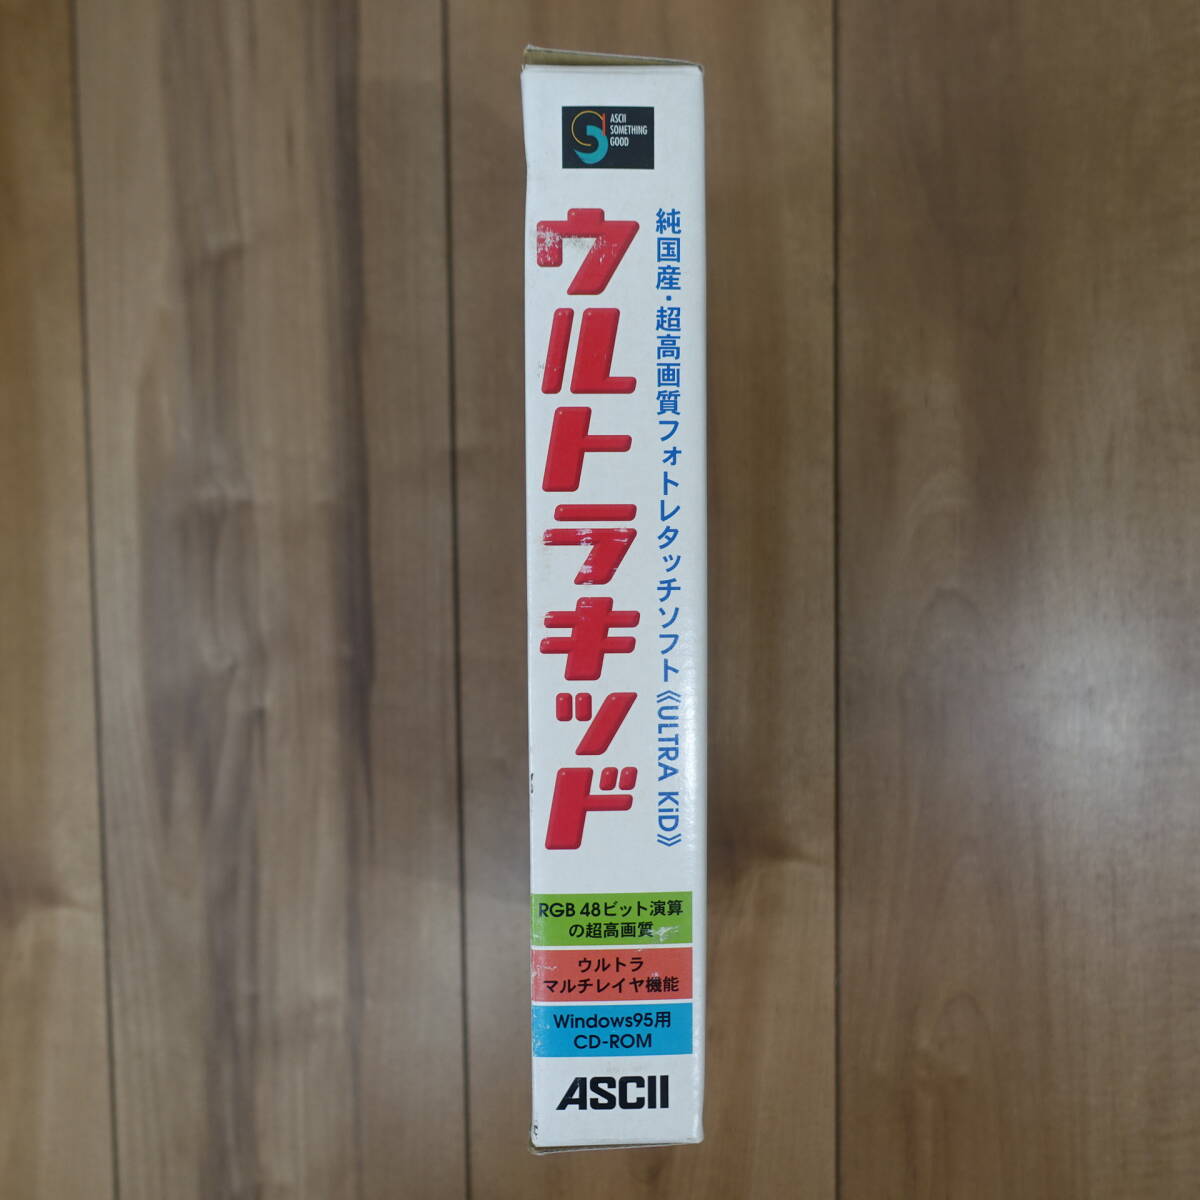 ASCII
SOMETHING
GOOD
純国産・超高画質フォトレタッチソフト《ULTRA KiD》
ウルトラキッド
RGB 48ビット演算
の超高画質
ウルトラ
マルチレイヤ機能
Windows95用
CD-ROM
ASCII